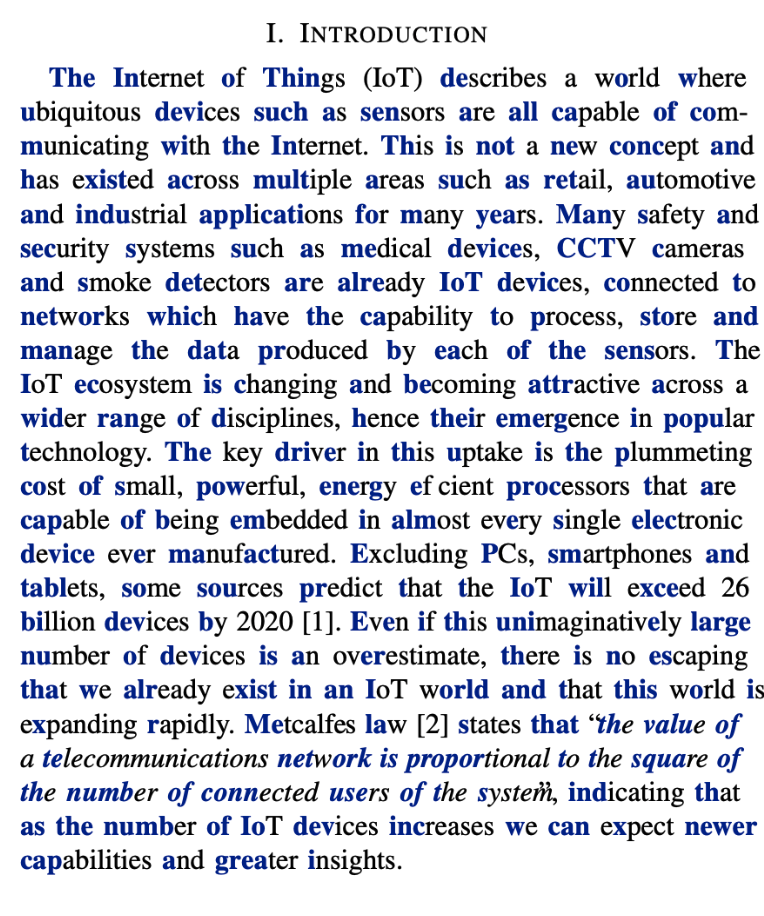 I. INTRODUCTION
The Internet of Things (IoT) describes a world where
ubiquitous devices such as sensors are all capable of com-
municating with the Internet. This is not a new concept and
has existed across multiple areas such as retail, automotive
and industrial applications for many years. Many safety and
security systems such as medical devices, CCTV cameras
and smoke detectors are already IoT devices, connected to
networks which have the capability to process, store and
manage the data produced by each of the sensors. The
IoT ecosystem is changing and becoming attractive across a
wider range of disciplines, hence their emergence in popular
technology. The key driver in this uptake is the plummeting
cost of small, powerful, energy ef cient processors that are
capable of being embedded in almost every single electronic
device ever manufactured. Excluding PCs, smartphones and
tablets, some sources predict that the IoT will exceed 26
billion devices by 2020 [1]. Even if this unimaginatively large
number of devices is an overestimate, there is no escaping
that we already exist in an IoT world and that this world is
expanding rapidly. Metcalfes law [2] states that “the value of
a telecommunications network is proportional to the square of
the number of connected users of the system”, indicating that
as the number of IoT devices increases we can expect newer
capabilities and greater insights.